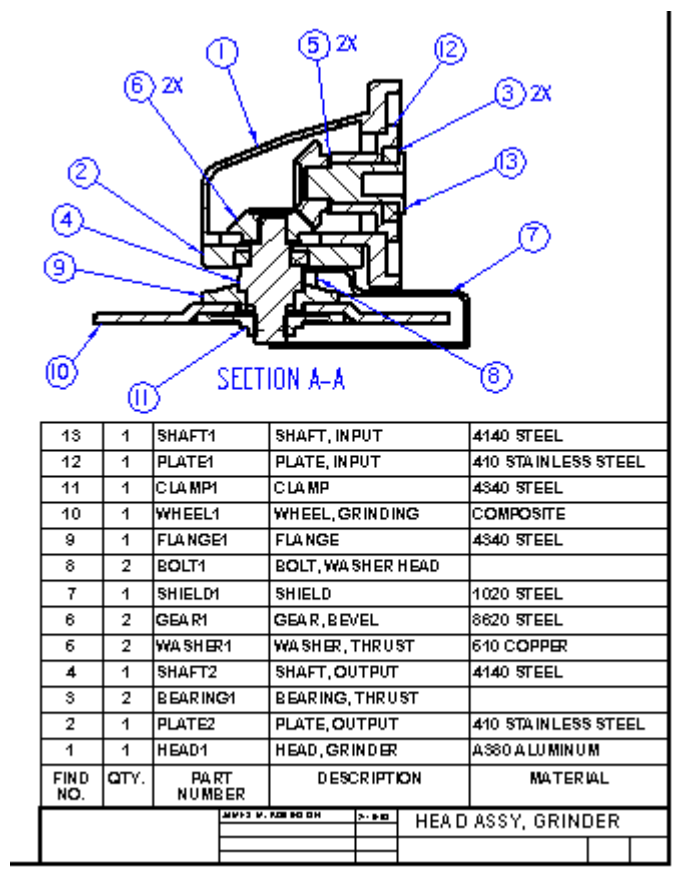 1
5 2X
12
6 2X
3 2X
2
13
4
7
9
10
8
11
SECTION A-A
13 1 SHAFT1 SHAFT, INPUT 4140 STEEL
12 1 PLATE1 PLATE, INPUT 410 STAINLESS STEEL
11 1 CLAMP1 CLAMP 4340 STEEL
10 1 WHEEL1 WHEEL, GRINDING COMPOSITE
9 1 FLANGE1 FLANGE 4340 STEEL
8 2 BOLT1 BOLT, WASHER HEAD
7 1 SHIELD1 SHIELD 1020 STEEL
6 2 GEAR1 GEAR, BEVEL 8620 STEEL
5 2 WASHER1 WASHER, THRUST 510 COPPER
4 1 SHAFT2 SHAFT, OUTPUT 4140 STEEL
3 2 BEARING1 BEARING, THRUST
2 1 PLATE2 PLATE, OUTPUT 410 STAINLESS STEEL
1 1 HEAD1 HEAD, GRINDER A380 ALUMINUM
FIND NO. QTY. PART NUMBER DESCRIPTION MATERIAL
HEAD ASSY, GRINDER